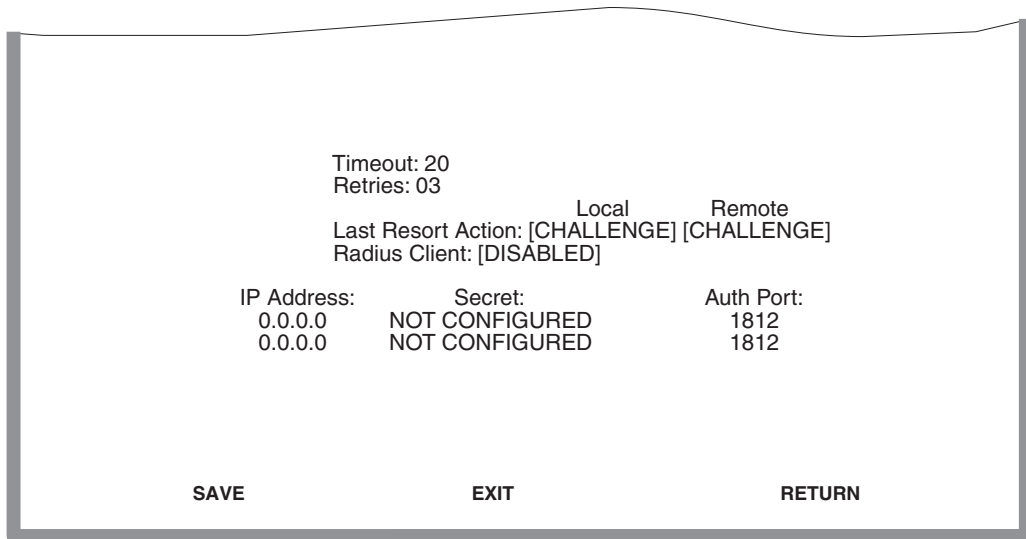 Timeout: 20
Retries: 03
Local Remote
Last Resort Action: [CHALLENGE] [CHALLENGE]
Radius Client: [DISABLED]
IP Address: Secret: Auth Port:
0.0.0.0 NOT CONFIGURED 1812
0.0.0.0 NOT CONFIGURED 1812
SAVE EXIT RETURN